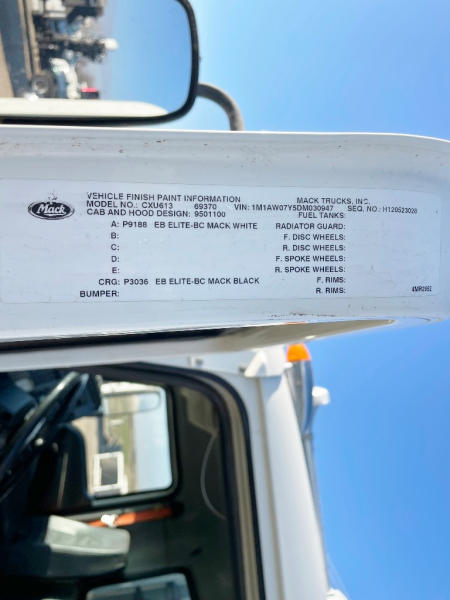 Mack
VEHICLE FINISH PAINT INFORMATION MACK TRUCKS, INC.
MODEL NO.: CXU613 69370 VIN: 1M1AW07Y5DM030947 SEQ. NO.: H120523028
CAB AND HOOD DESIGN: 9501100 FUEL TANKS:
A: P9188 EB ELITE-BC MACK WHITE RADIATOR GUARD:
B: F. DISC WHEELS:
C: R. DISC WHEELS:
D: F. SPOKE WHEELS:
E: R. SPOKE WHEELS:
CRG: P3036 EB ELITE-BC MACK BLACK F. RIMS:
BUMPER: R. RIMS: